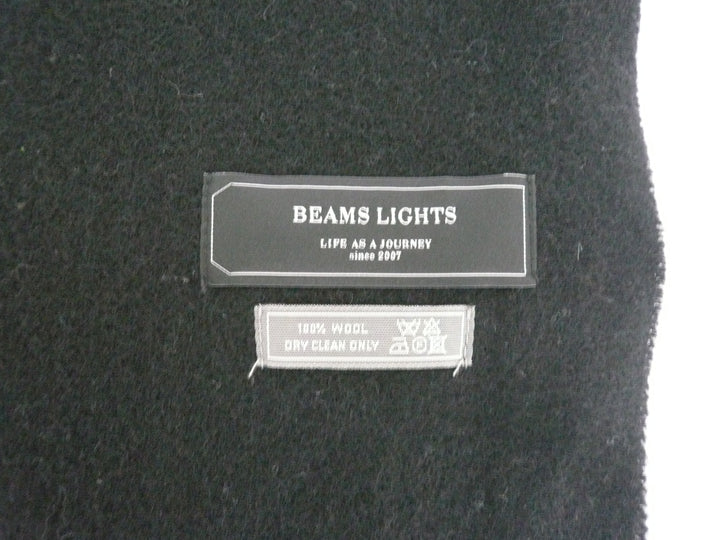 BEAMS LIGHTS
LIFE AS A JOURNEY
since 2007
100% WOOL
DRY CLEAN ONLY